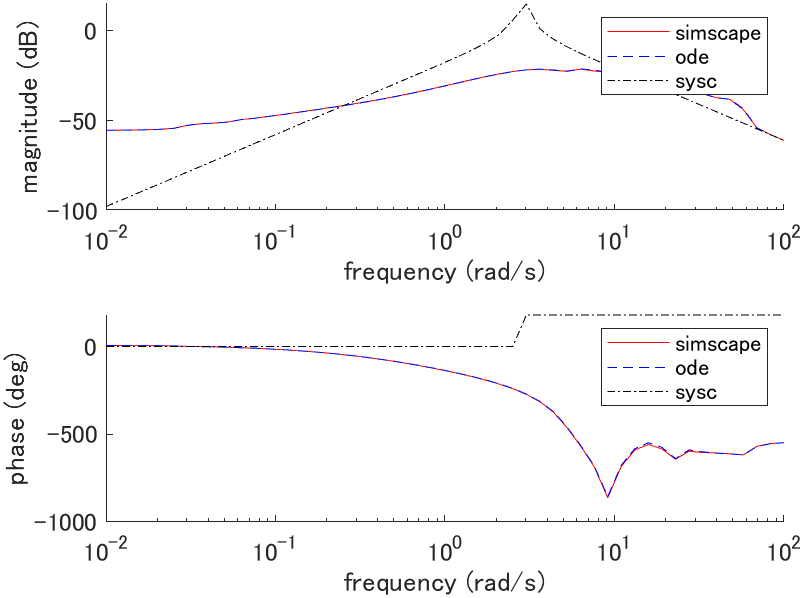 0
-50
-100
magnitude (dB)
simscape
ode
sysc
10^-2
10^-1
10^0
10^1
10^2
frequency (rad/s)
0
-500
-1000
phase (deg)
simscape
ode
sysc
10^-2
10^-1
10^0
10^1
10^2
frequency (rad/s)